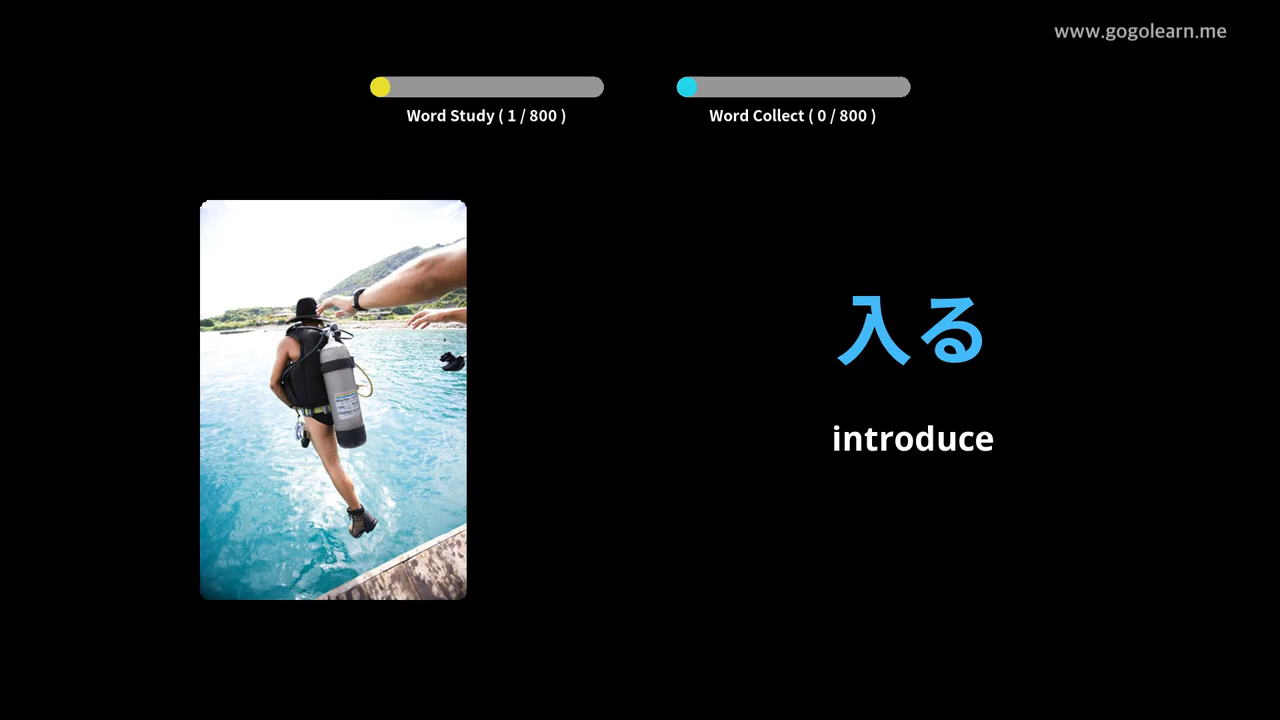 www.gogolearn.me
Word Study ( 1 / 800 )
Word Collect ( 0 / 800 )
入る
introduce